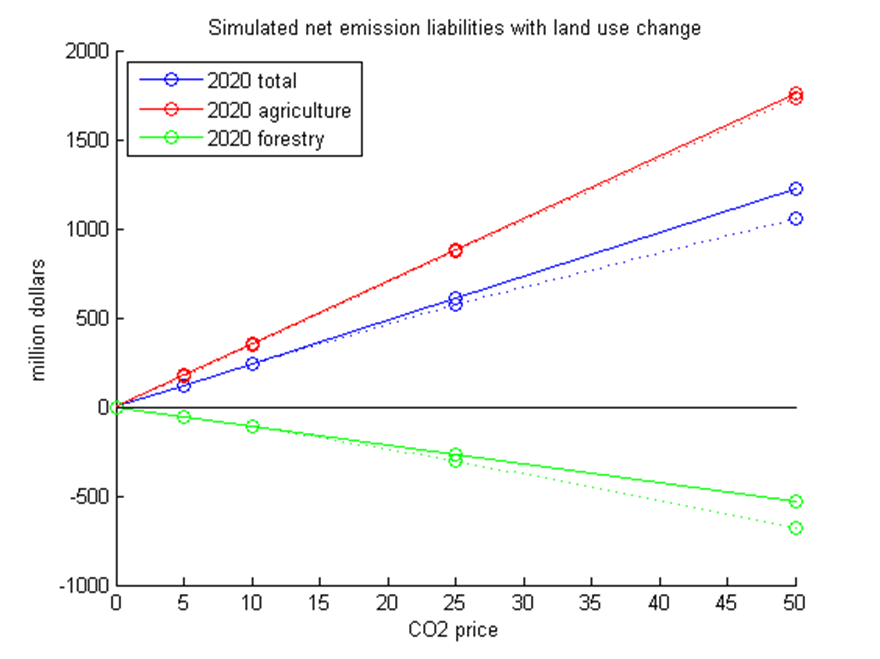 Simulated net emission liabilities with land use change
2000
1500
1000
500
0
-500
-1000
million dollars
2020 total
2020 agriculture
2020 forestry
0 5 10 15 20 25 30 35 40 45 50
CO2 price